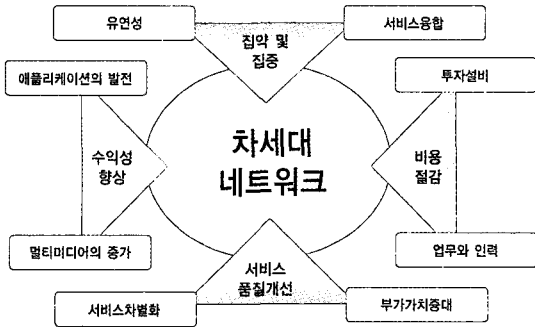 유연성
서비스융합
집약 및
집중
애플리케이션의 발전
투자설비
수익성
향상
차세대
네트워크
비용
절감
멀티미디어의 증가
업무와 인력
서비스
품질개선
서비스차별화
부가가치증대